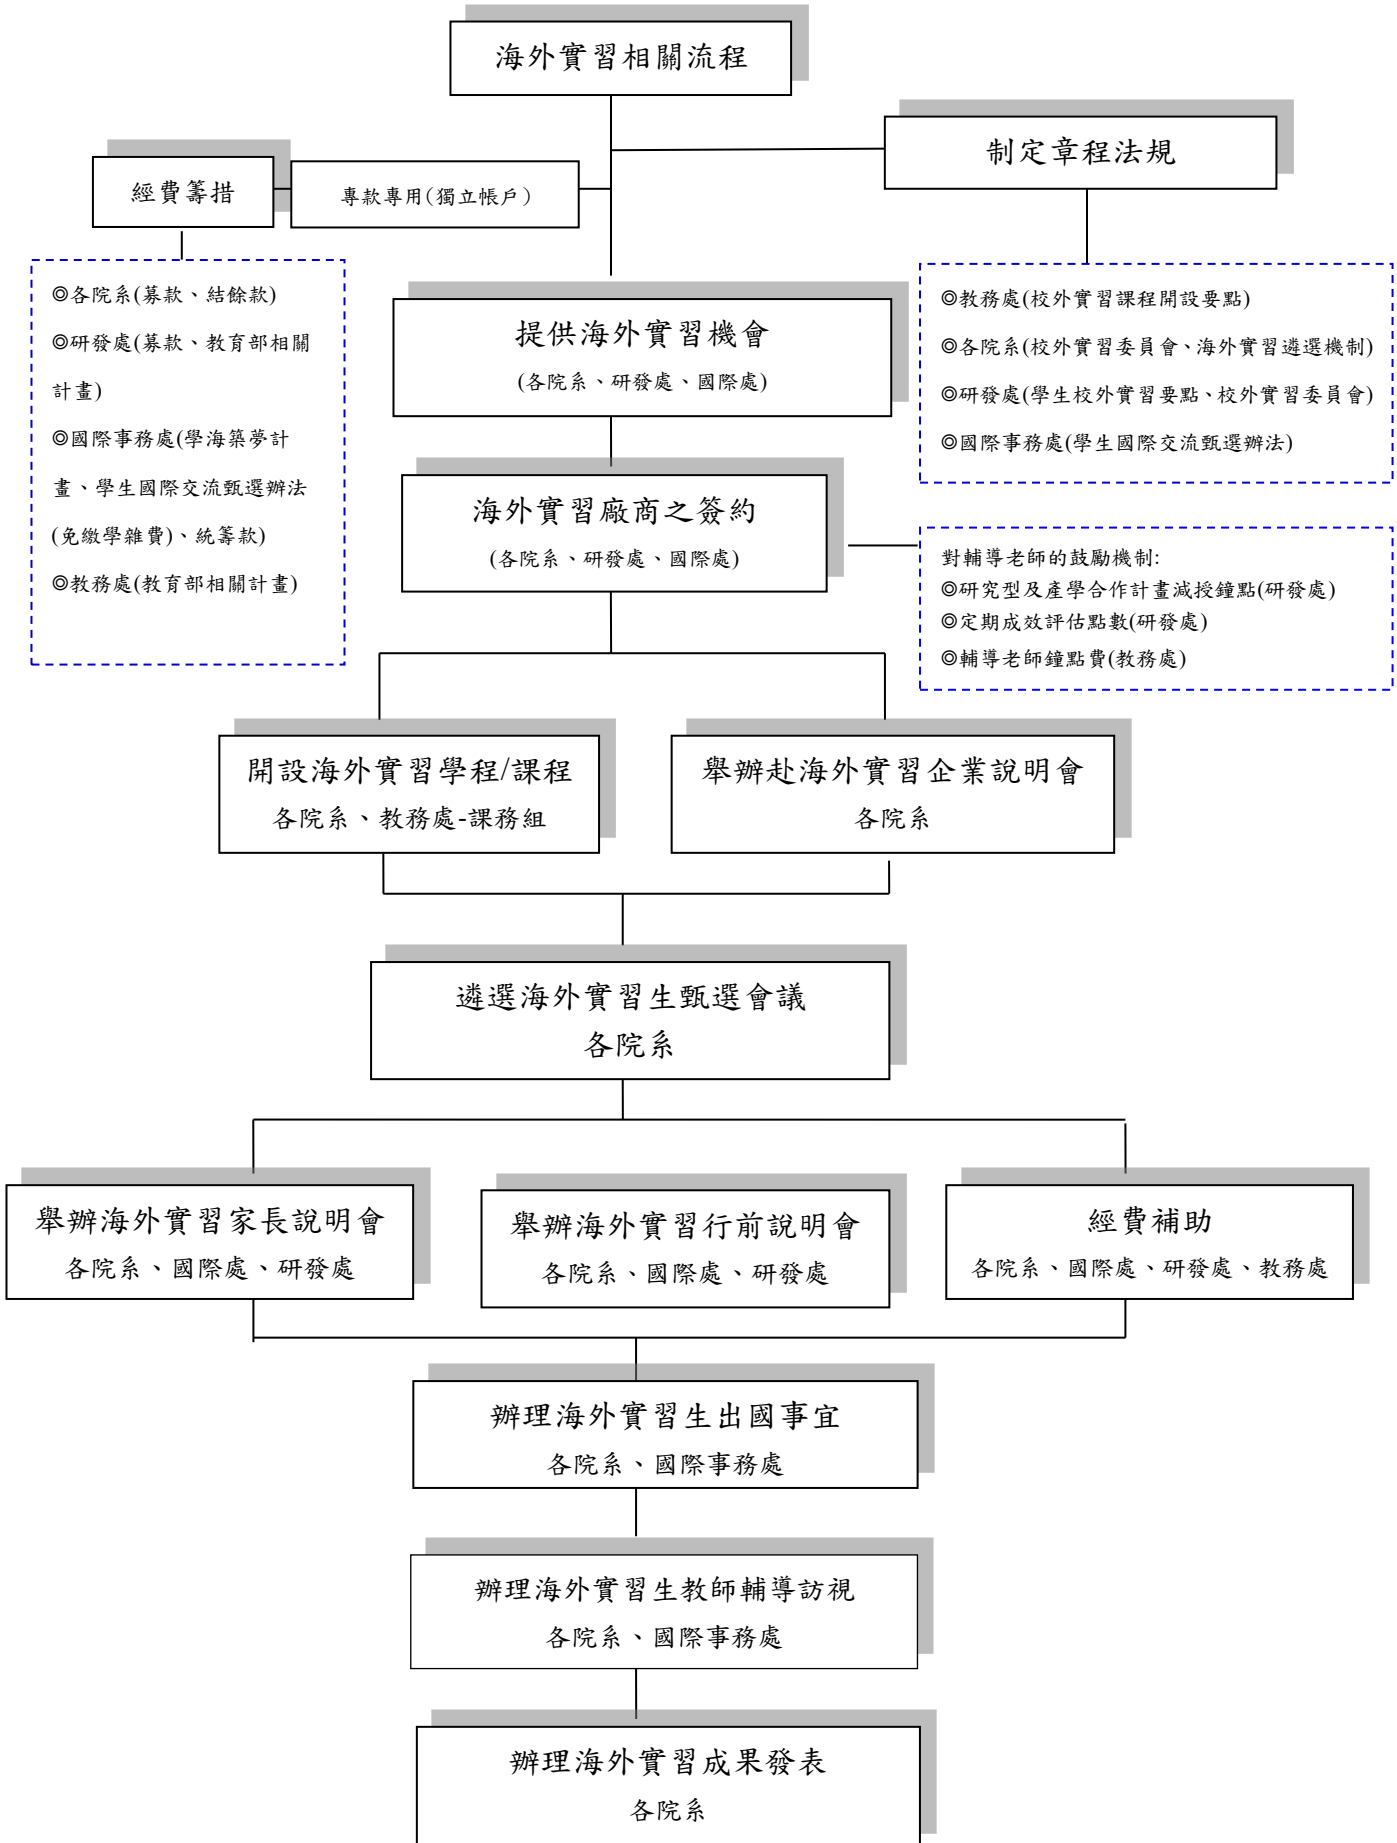 海外實習相關流程
制定章程法規
經費籌措
專款專用(獨立帳戶)
◎各院系(募款、結餘款)
◎研發處(募款、教育部相關
計畫)
◎國際事務處(學海築夢計
畫、學生國際交流甄選辦法
(免繳學雜費)、統籌款)
◎教務處(教育部相關計畫)
◎教務處(校外實習課程開設要點)
◎各院系(校外實習委員會、海外實習遴選機制)
◎研發處(學生校外實習要點、校外實習委員會)
◎國際事務處(學生國際交流甄選辦法)
提供海外實習機會
(各院系、研發處、國際處)
海外實習廠商之簽約
(各院系、研發處、國際處)
對輔導老師的鼓勵機制:
◎研究型及產學合作計畫減授鐘點(研發處)
◎定期成效評估點數(研發處)
◎輔導老師鐘點費(教務處)
開設海外實習學程/課程
各院系、教務處-課務組
舉辦赴海外實習企業說明會
各院系
遴選海外實習生甄選會議
各院系
舉辦海外實習家長說明會
各院系、國際處、研發處
舉辦海外實習行前說明會
各院系、國際處、研發處
經費補助
各院系、國際處、研發處、教務處
辦理海外實習生出國事宜
各院系、國際事務處
辦理海外實習生教師輔導訪視
各院系、國際事務處
辦理海外實習成果發表
各院系